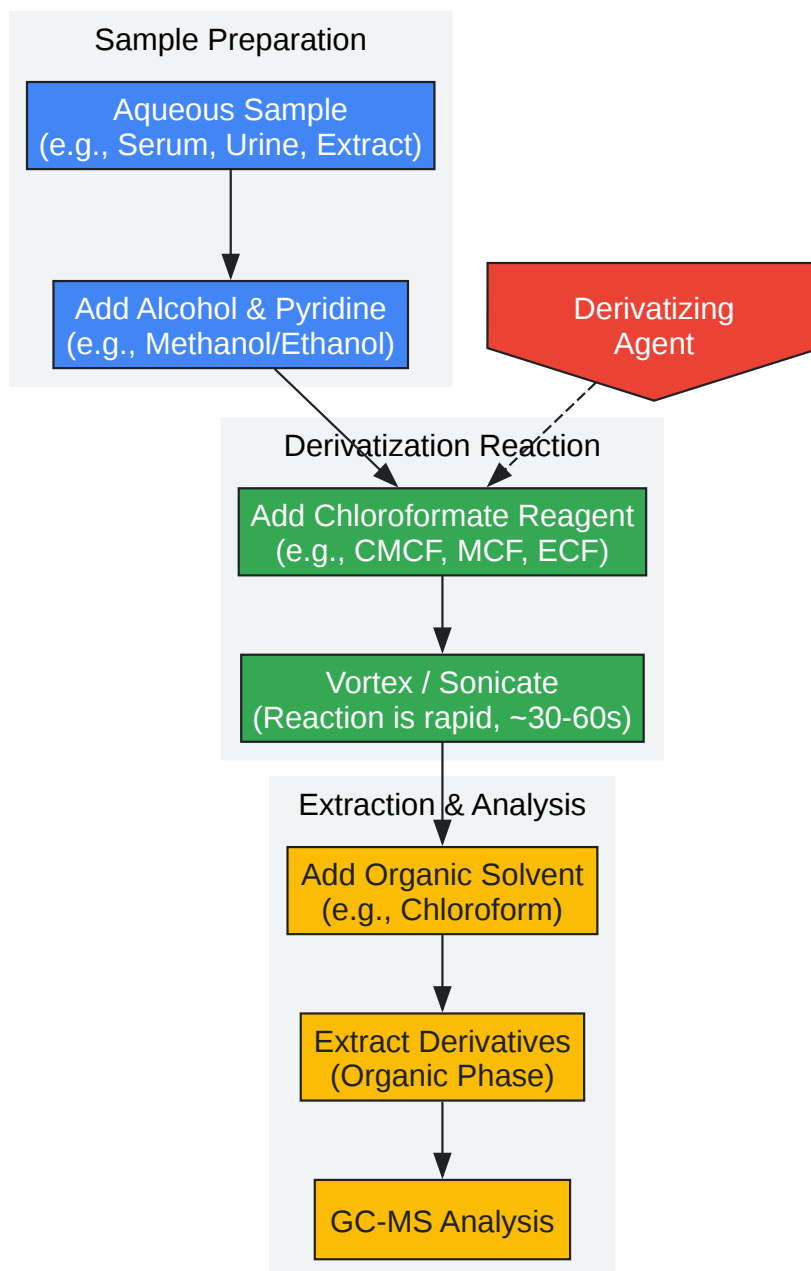 Sample Preparation
Aqueous Sample
(e.g., Serum, Urine, Extract)
Add Alcohol & Pyridine
(e.g., Methanol/Ethanol)
Derivatizing
Agent
Derivatization Reaction
Add Chloroformate Reagent
(e.g., CMCF, MCF, ECF)
Vortex / Sonicate
(Reaction is rapid, ~30-60s)
Extraction & Analysis
Add Organic Solvent
(e.g., Chloroform)
Extract Derivatives
(Organic Phase)
GC-MS Analysis